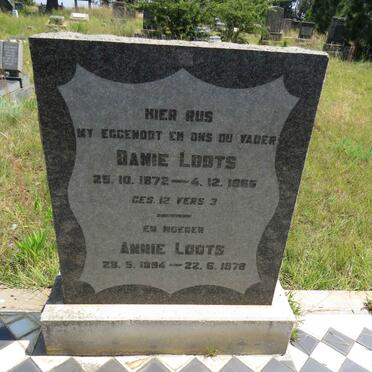 HIER RUS
MY EGGENOOT EN ONS OU VADER
DANIE LOOTS
25. 10. 1872 — 4. 12. 1965
GES. 12 VERS 3
EN MOEDER
ANNIE LOOTS
29. 5. 1894 — 22. 6. 1978